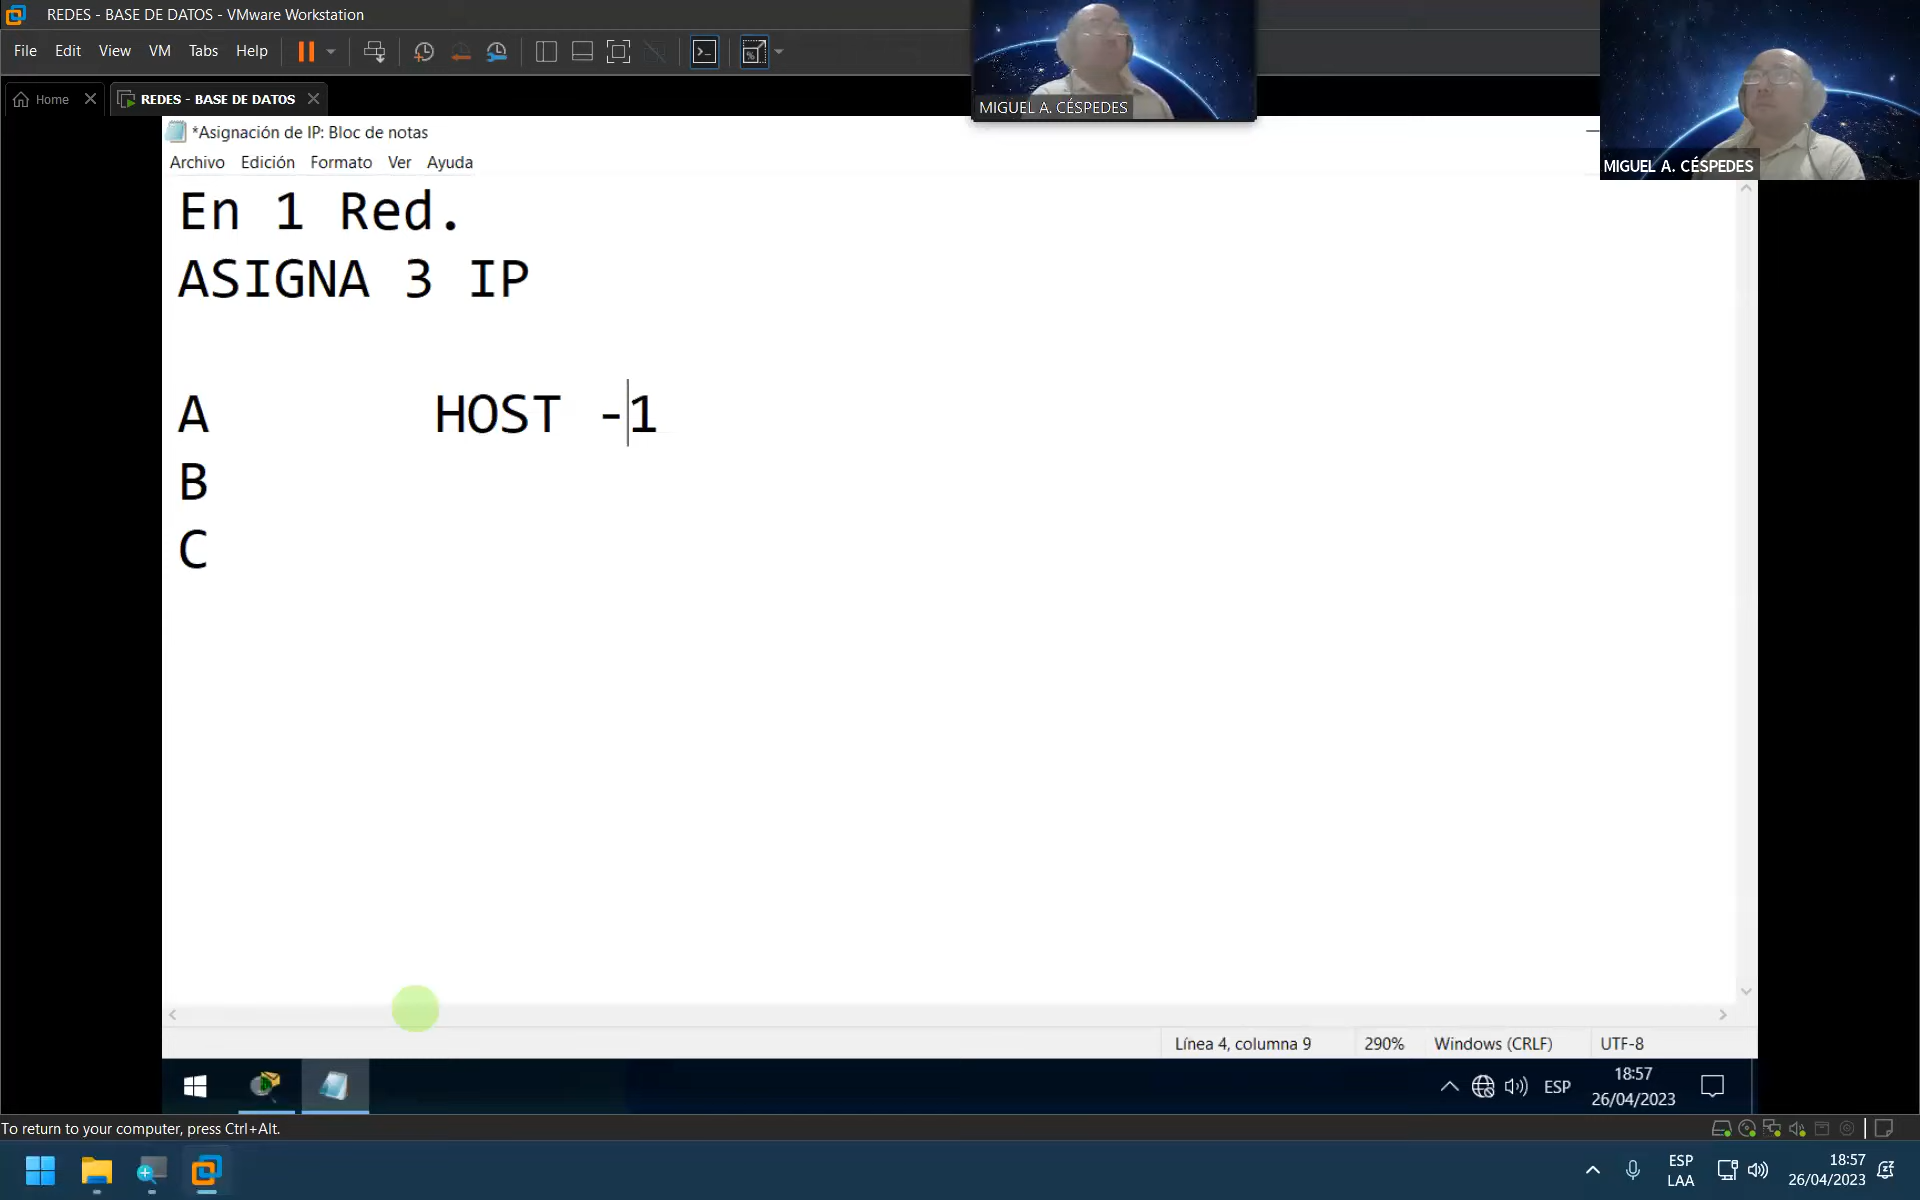 REDES - BASE DE DATOS - VMware Workstation
File Edit View VM Tabs Help
Home
REDES - BASE DE DATOS
MIGUEL A. CÉSPEDES
MIGUEL A. CÉSPEDES
*Asignación de IP: Bloc de notas
Archivo Edición Formato Ver Ayuda
En 1 Red.
ASIGNA 3 IP
A HOST -1
B
C
Línea 4, columna 9 290% Windows (CRLF) UTF-8
ESP 18:57
26/04/2023
To return to your computer, press Ctrl+Alt.
ESP
LAA
18:57
26/04/2023